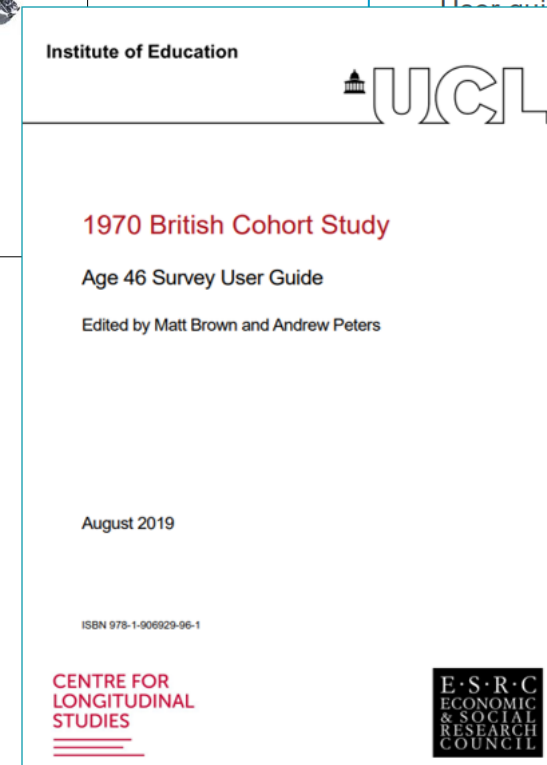 Institute of Education
UCL
1970 British Cohort Study
Age 46 Survey User Guide
Edited by Matt Brown and Andrew Peters
August 2019
ISBN 978-1-906929-96-1
CENTRE FOR
LONGITUDINAL
STUDIES
E·S·R·C
ECONOMIC
& SOCIAL
RESEARCH
COUNCIL